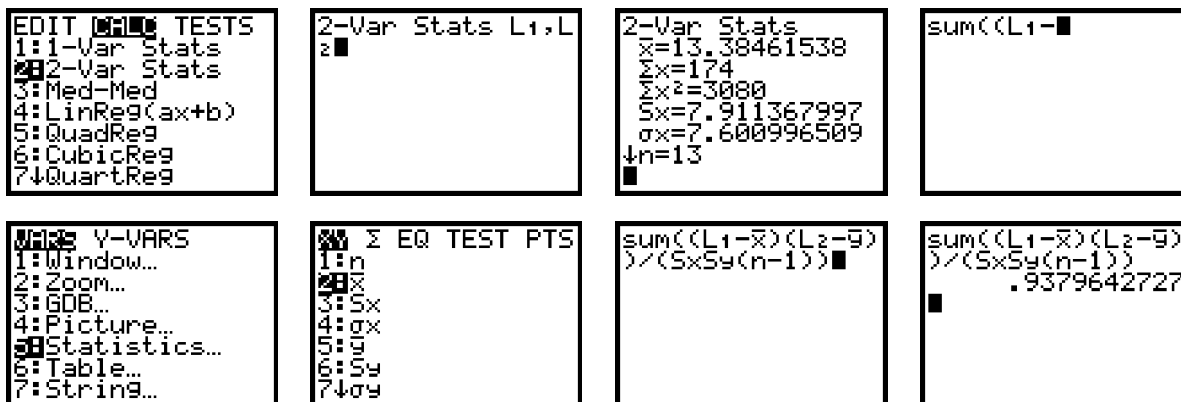 EDIT CALC TESTS
1:1-Var Stats
2:2-Var Stats
3:Med-Med
4:LinReg(ax+b)
5:QuadReg
6:CubicReg
7↓QuartReg
2-Var Stats L₁,L
₂
2-Var Stats
x̄=13.38461538
Σx=174
Σx²=3080
Sx=7.911367997
σx=7.600996509
↓n=13
sum((L₁-
VARS Y-VARS
1:Window…
2:Zoom…
3:GDB…
4:Picture…
5:Statistics…
6:Table…
7:String…
XY Σ EQ TEST PTS
1:n
2:x̄
3:Sx
4:σx
5:ȳ
6:Sy
7↓σy
sum((L₁-x̄)(L₂-ȳ)
)/(SxSy(n-1))
sum((L₁-x̄)(L₂-ȳ)
)/(SxSy(n-1))
.9379642727